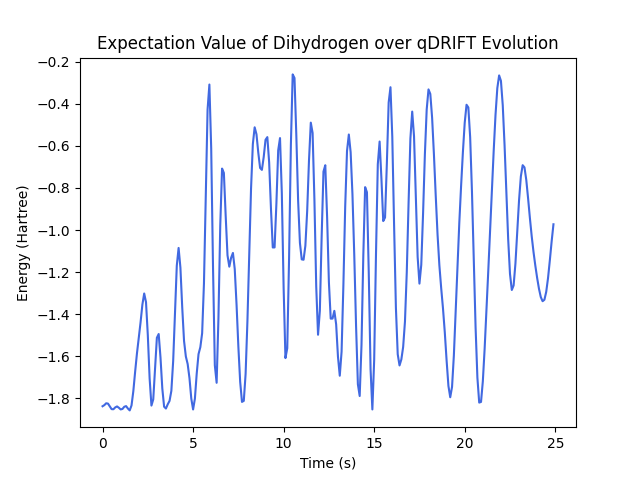 Expectation Value of Dihydrogen over qDRIFT Evolution
−0.2
−0.4
−0.6
−0.8
−1.0
−1.2
−1.4
−1.6
−1.8
Energy (Hartree)
0 5 10 15 20 25
Time (s)